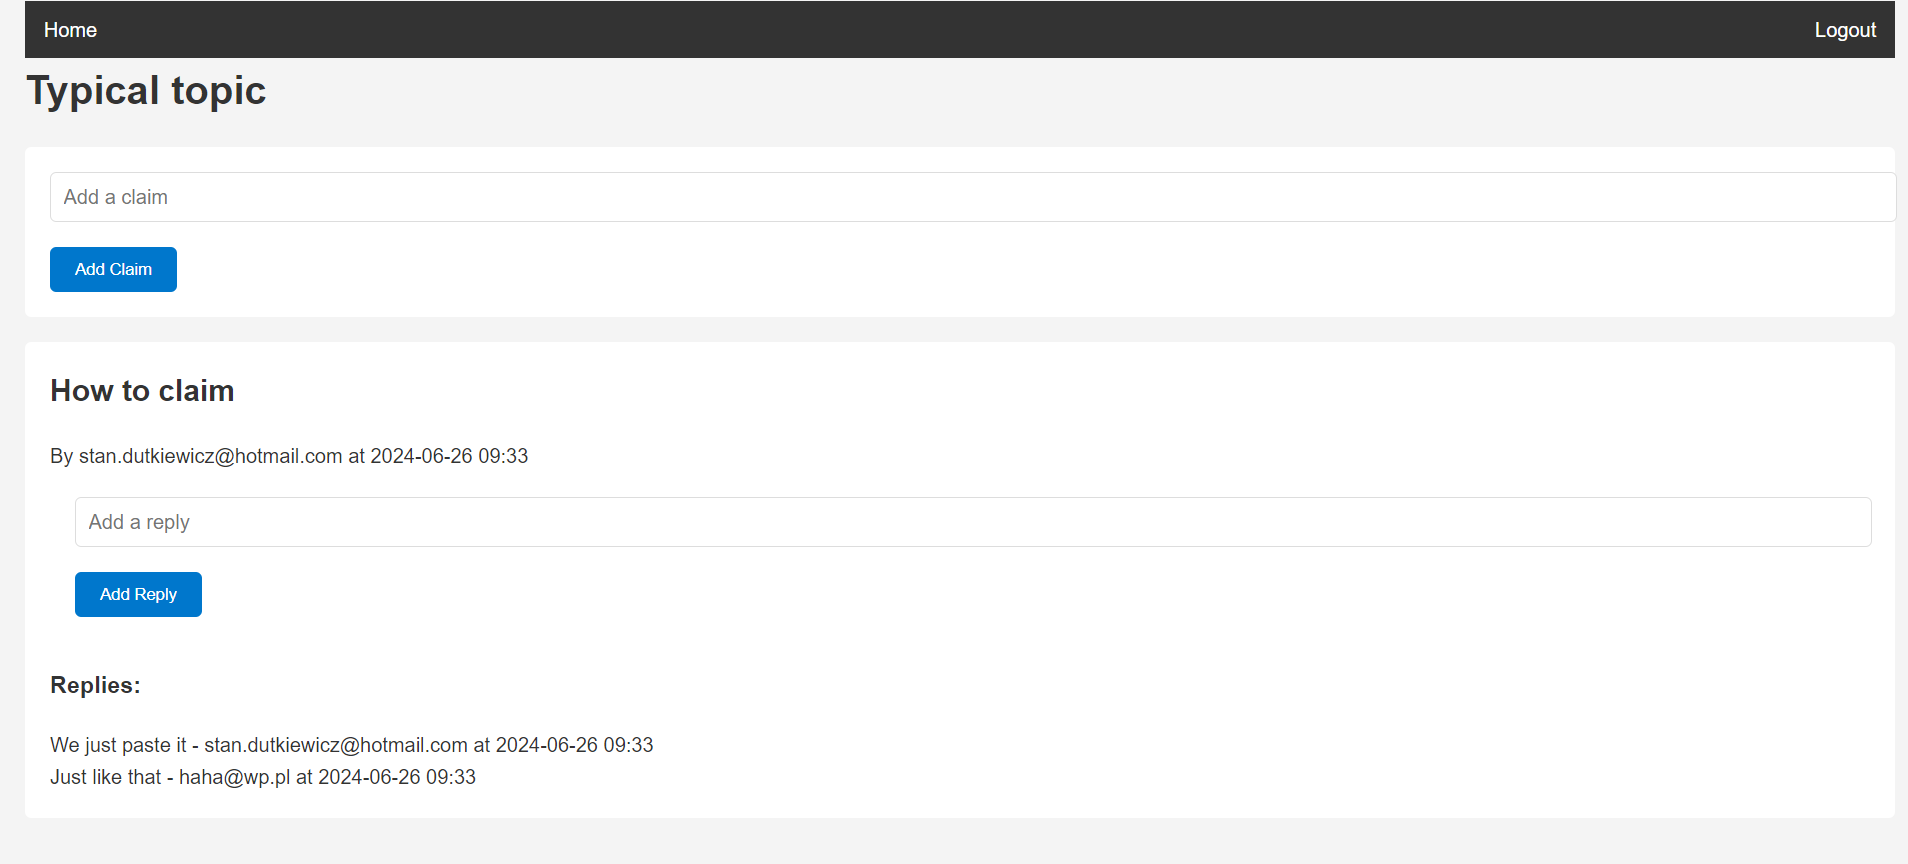 Home Logout
Typical topic
Add a claim
Add Claim
How to claim
By stan.dutkiewicz@hotmail.com at 2024-06-26 09:33
Add a reply
Add Reply
Replies:
We just paste it - stan.dutkiewicz@hotmail.com at 2024-06-26 09:33
Just like that - haha@wp.pl at 2024-06-26 09:33